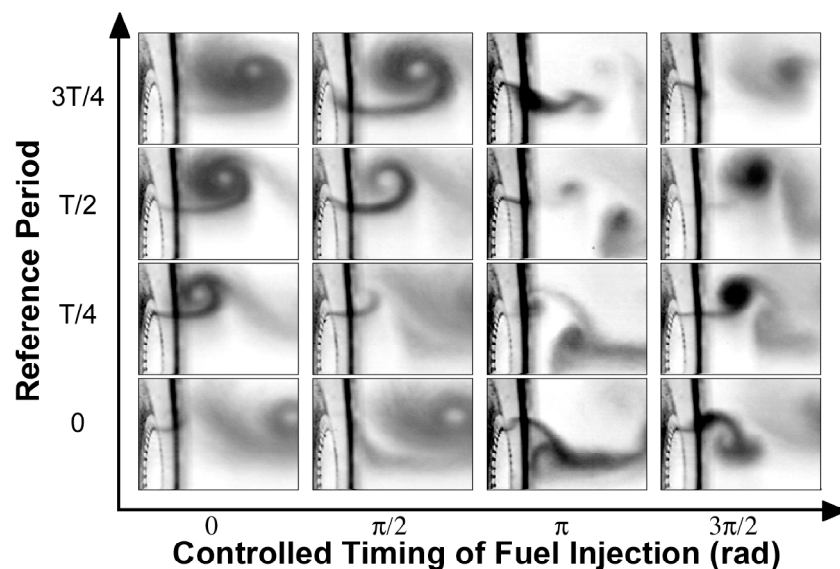 Reference Period
3T/4
T/2
T/4
0
0 π/2 π 3π/2
Controlled Timing of Fuel Injection (rad)